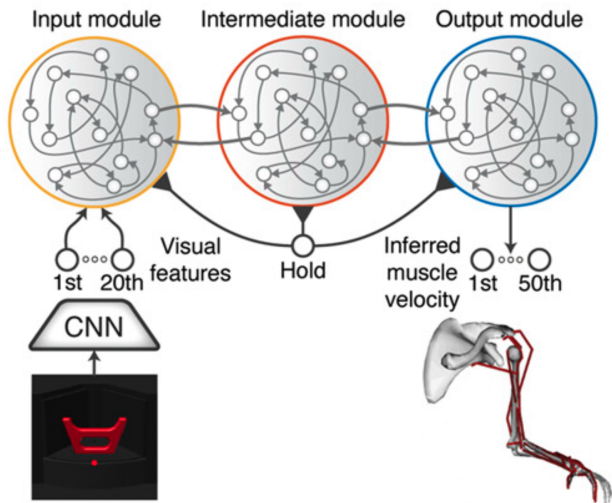 Input module
Intermediate module
Output module
Visual
features
Hold
Inferred
muscle
velocity
1st
20th
1st
50th
CNN